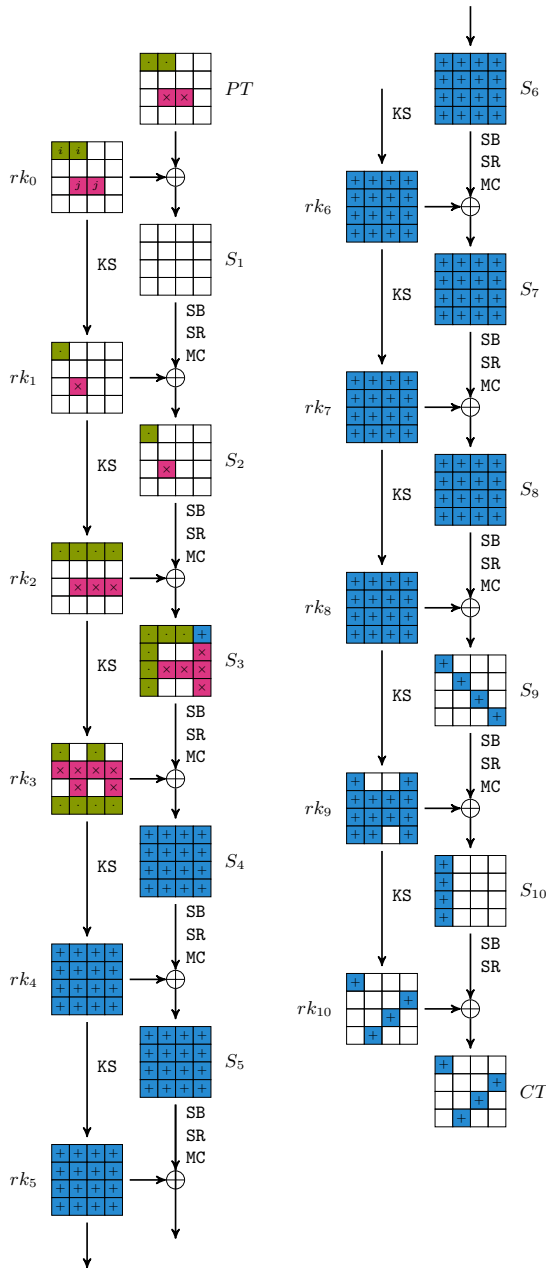 · ·
PT
× ×
i i
rk₀
j j
S₁
KS
SB
SR
MC
·
rk₁
×
·
S₂
×
KS
SB
SR
MC
· · · ·
rk₂
× × ×
· · · +
· ×
S₃
· × × ×
· ×
KS
SB
SR
MC
· ·
× × × ×
rk₃
× ×
· · · ·
+ + + +
+ + + +
S₄
+ + + +
+ + + +
KS
SB
SR
MC
+ + + +
+ + + +
rk₄
+ + + +
+ + + +
+ + + +
+ + + +
S₅
+ + + +
+ + + +
KS
SB
SR
MC
+ + + +
+ + + +
rk₅
+ + + +
+ + + +
+ + + +
+ + + +
S₆
+ + + +
+ + + +
KS
SB
SR
MC
+ + + +
+ + + +
rk₆
+ + + +
+ + + +
+ + + +
+ + + +
S₇
+ + + +
+ + + +
KS
SB
SR
MC
+ + + +
+ + + +
rk₇
+ + + +
+ + + +
+ + + +
+ + + +
S₈
+ + + +
+ + + +
KS
SB
SR
MC
+ + + +
+ + + +
rk₈
+ + + +
+ + + +
+
+
S₉
+
+
KS
SB
SR
MC
+ +
+ + + +
rk₉
+ + + +
+ + +
+
+
S₁₀
+
+
KS
SB
SR
+
+
rk₁₀
+
+
+
+
CT
+
+